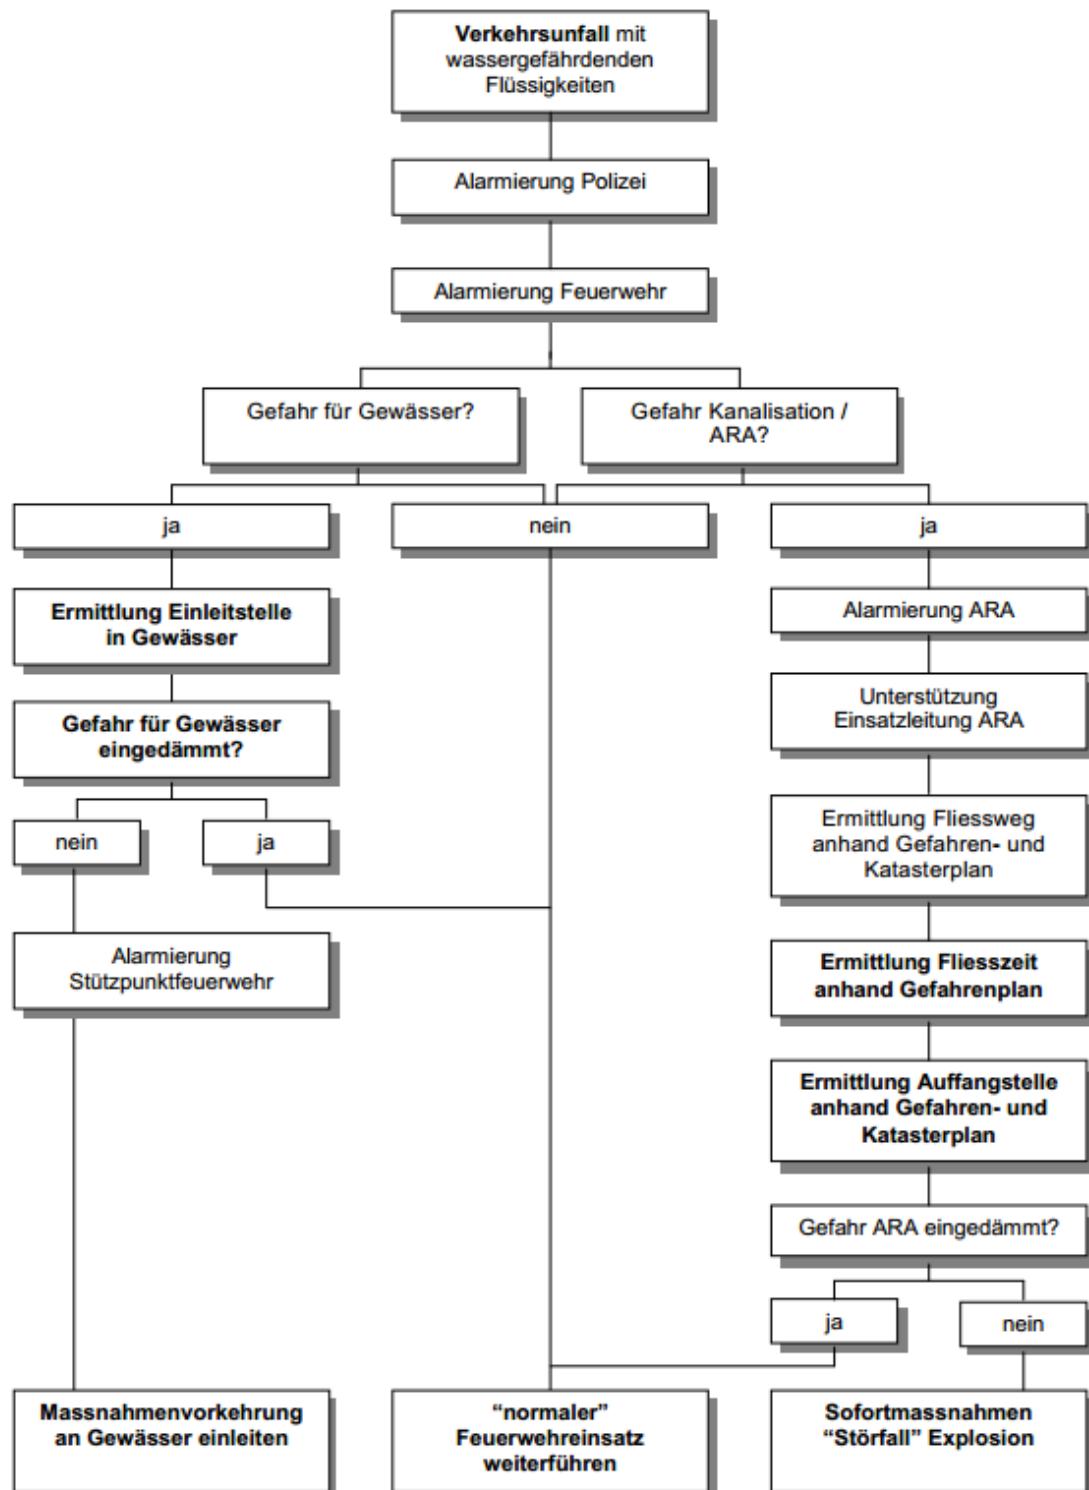 Verkehrsunfall mit
wassergefährdenden
Flüssigkeiten
Alarmierung Polizei
Alarmierung Feuerwehr
Gefahr für Gewässer?
Gefahr Kanalisation /
ARA?
ja
nein
ja
Ermittlung Einleitstelle
in Gewässer
Alarmierung ARA
Unterstützung
Einsatzleitung ARA
Gefahr für Gewässer
eingedämmt?
nein
ja
Ermittlung Fliessweg
anhand Gefahren- und
Katasterplan
Alarmierung
Stützpunktfeuerwehr
Ermittlung Fliesszeit
anhand Gefahrenplan
Ermittlung Auffangstelle
anhand Gefahren- und
Katasterplan
Gefahr ARA eingedämmt?
ja
nein
Massnahmenvorkehrung
an Gewässer einleiten
“normaler”
Feuerwehreinsatz
weiterführen
Sofortmassnahmen
“Störfall” Explosion